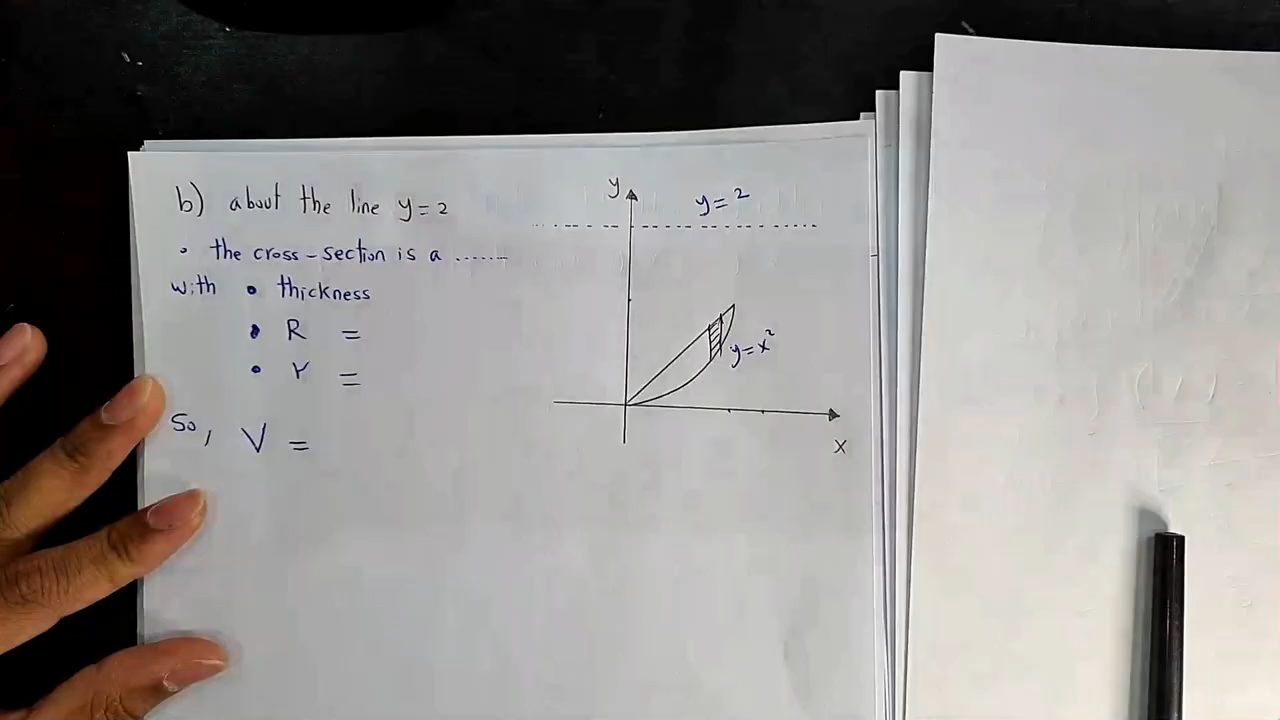 b) about the line y = 2
• the cross-section is a .......
with • thickness
• R =
• r =
So, V =
y
y = 2
y = x²
x